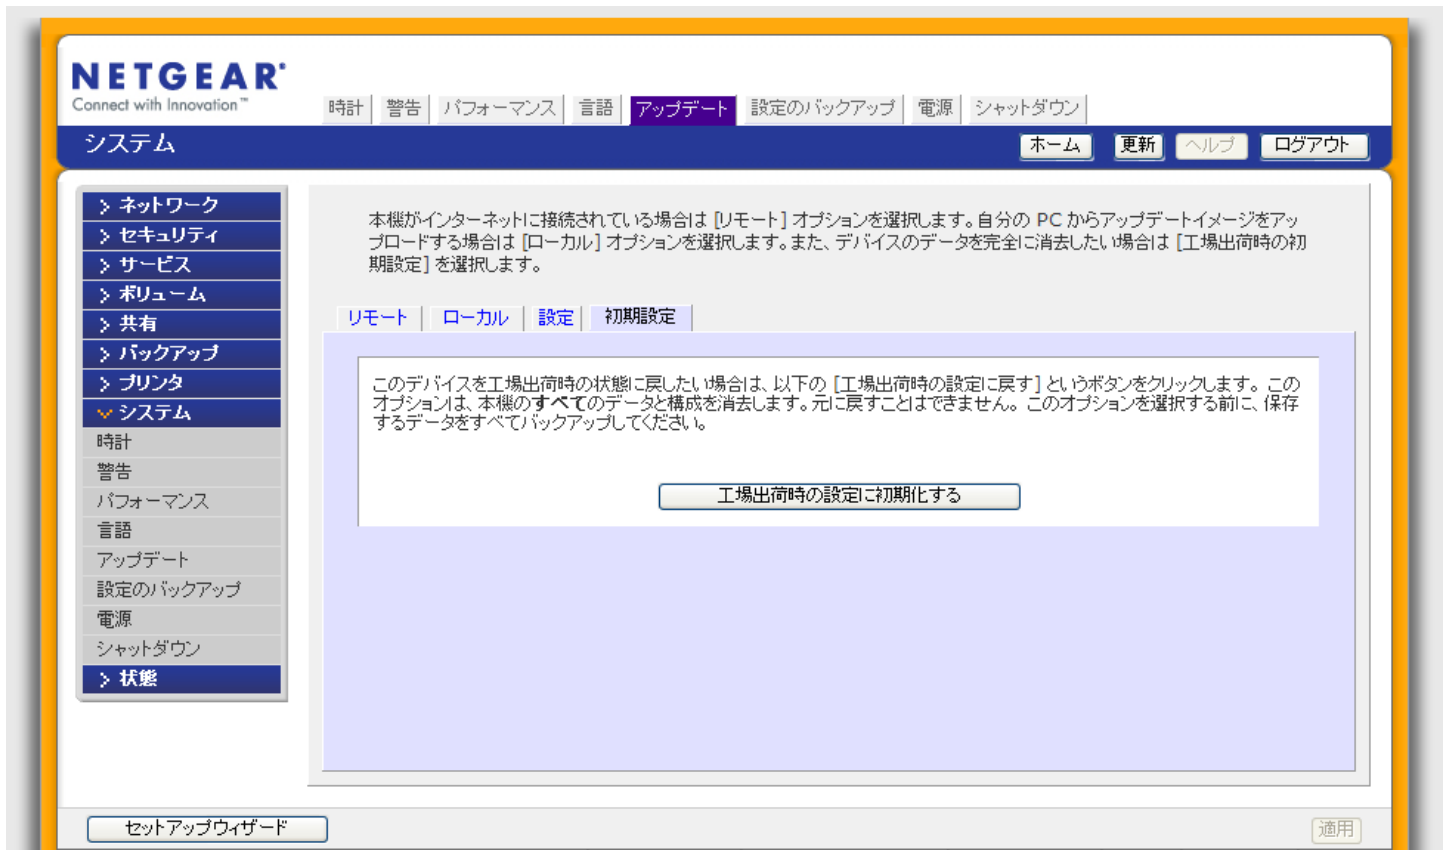 NETGEAR
Connect with Innovation™
時計 警告 パフォーマンス 言語 アップデート 設定のバックアップ 電源 シャットダウン
システム
ホーム 更新 ヘルプ ログアウト
> ネットワーク
> セキュリティ
> サービス
> ボリューム
> 共有
> バックアップ
> プリンタ
システム
時計
警告
パフォーマンス
言語
アップデート
設定のバックアップ
電源
シャットダウン
> 状態
本機がインターネットに接続されている場合は [リモート] オプションを選択します。自分の PC からアップデートイメージをアッ
プロードする場合は [ローカル] オプションを選択します。また、デバイスのデータを完全に消去したい場合は [工場出荷時の初
期設定] を選択します。
リモート ローカル 設定 初期設定
このデバイスを工場出荷時の状態に戻したい場合は、以下の [工場出荷時の設定に戻す] というボタンをクリックします。この
オプションは、本機のすべてのデータと構成を消去します。元に戻すことはできません。このオプションを選択する前に、保存
するデータをすべてバックアップしてください。
工場出荷時の設定に初期化する
セットアップウィザード
適用